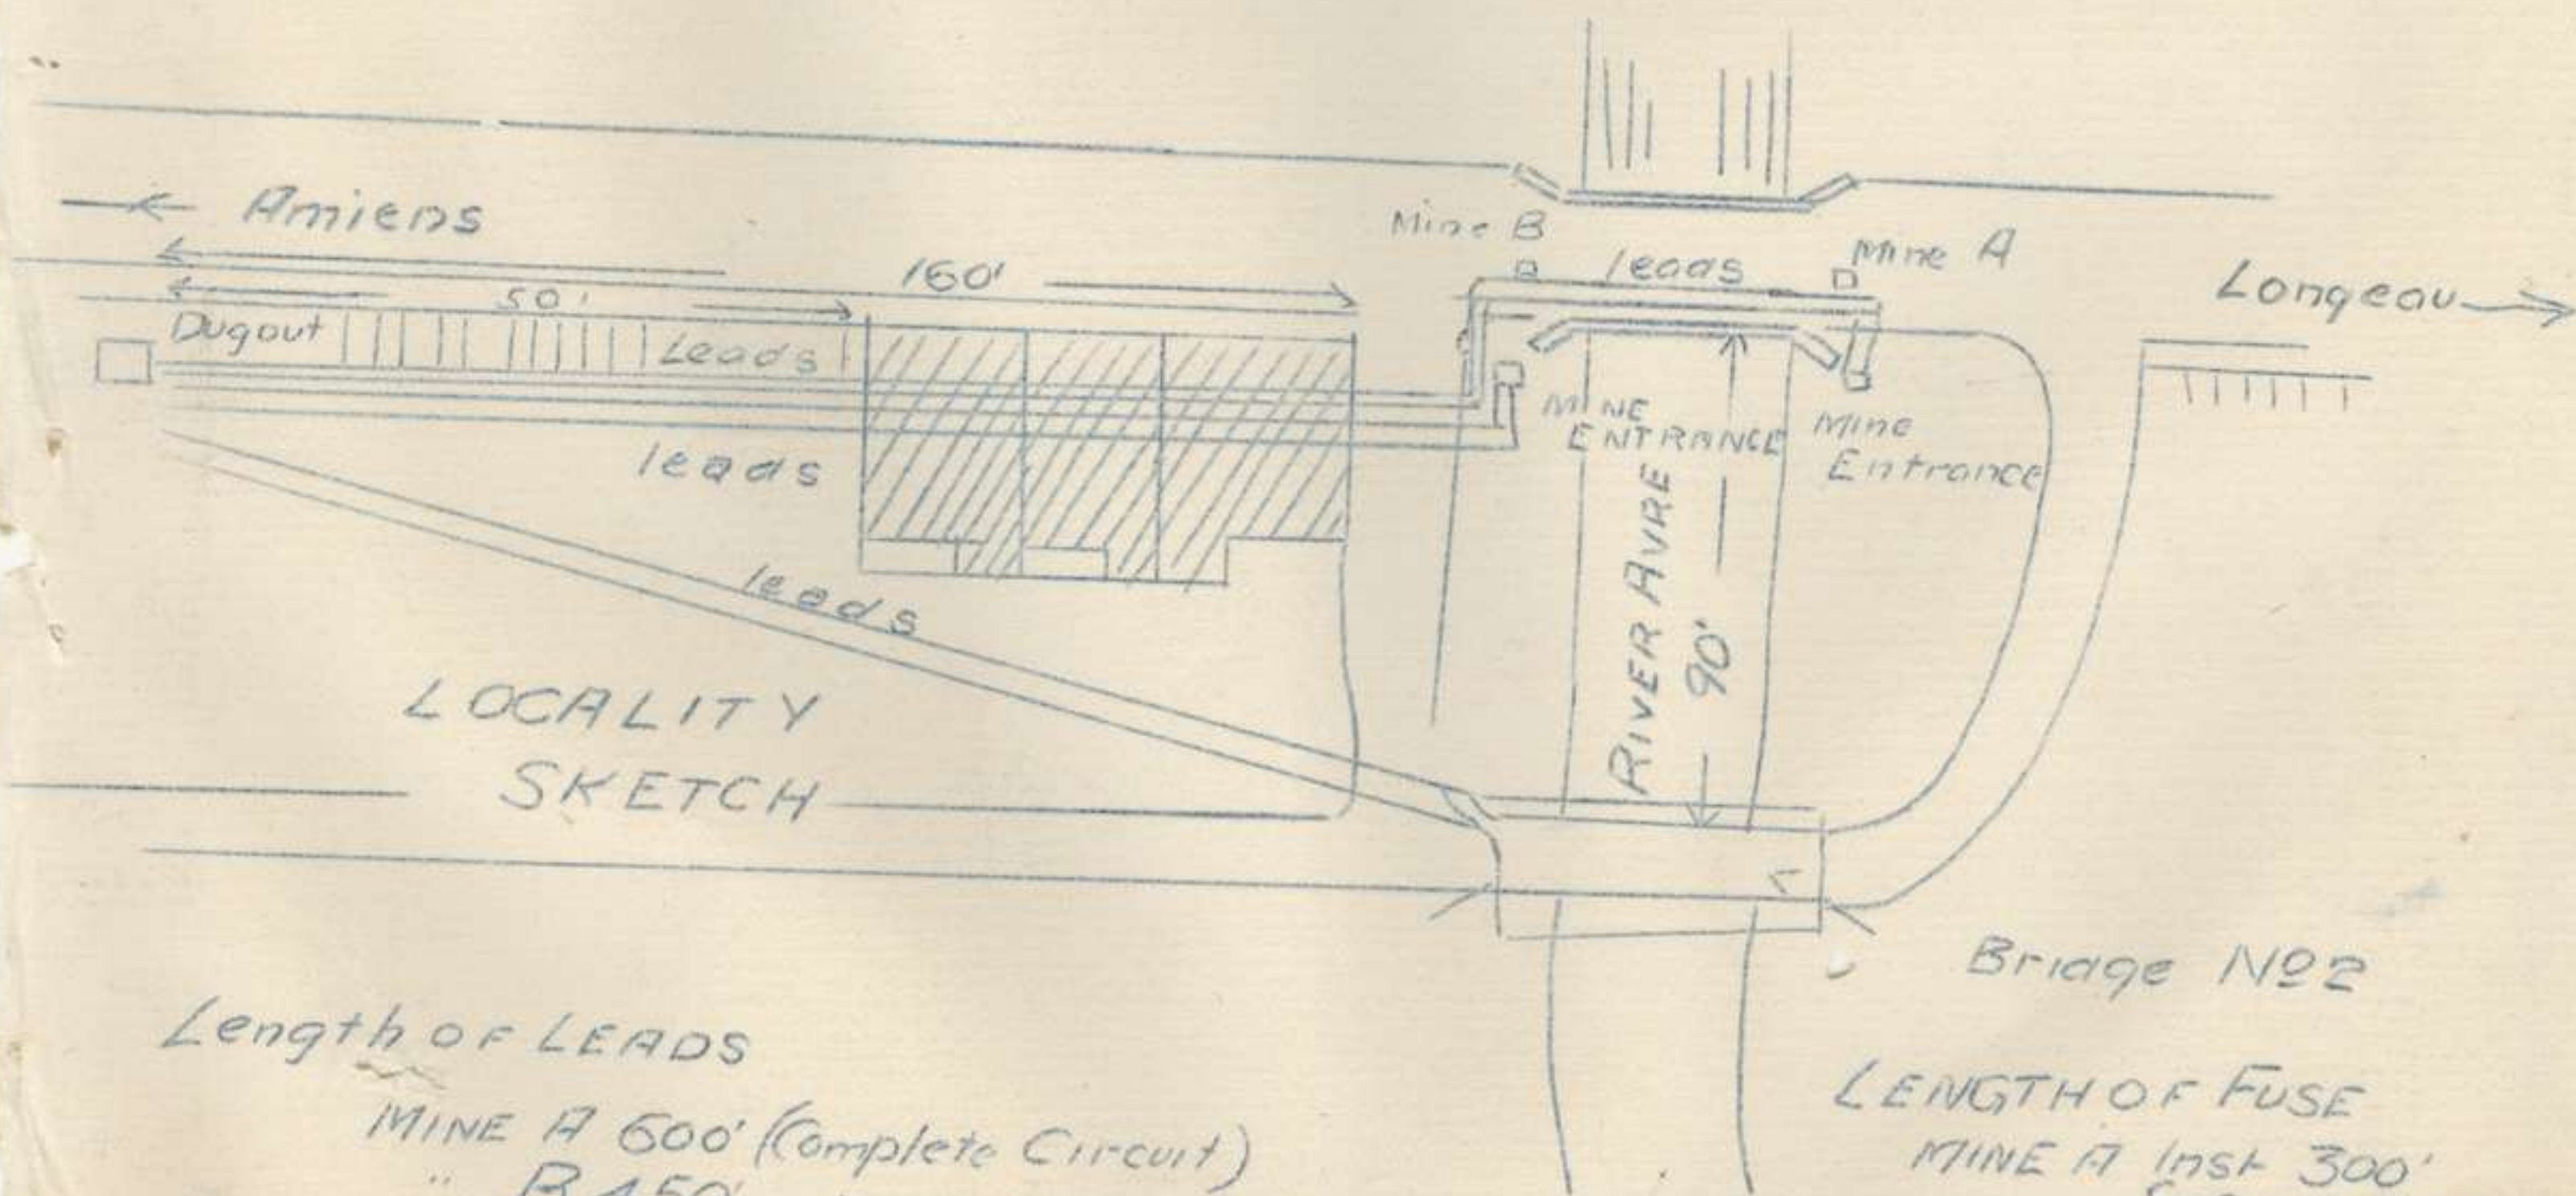 Amiens
Mine B
leads
Mine A
Longeau
160'
50'
Dugout
Leads
MINE
ENTRANCE
Mine
Entrance
leads
RIVER AVRE
90'
leads
LOCALITY
SKETCH
Bridge Nº2
Length OF LEADS
MINE A 600' (Complete Circuit)
" B 450'
LENGTH OF FUSE
MINE A Inst 300'